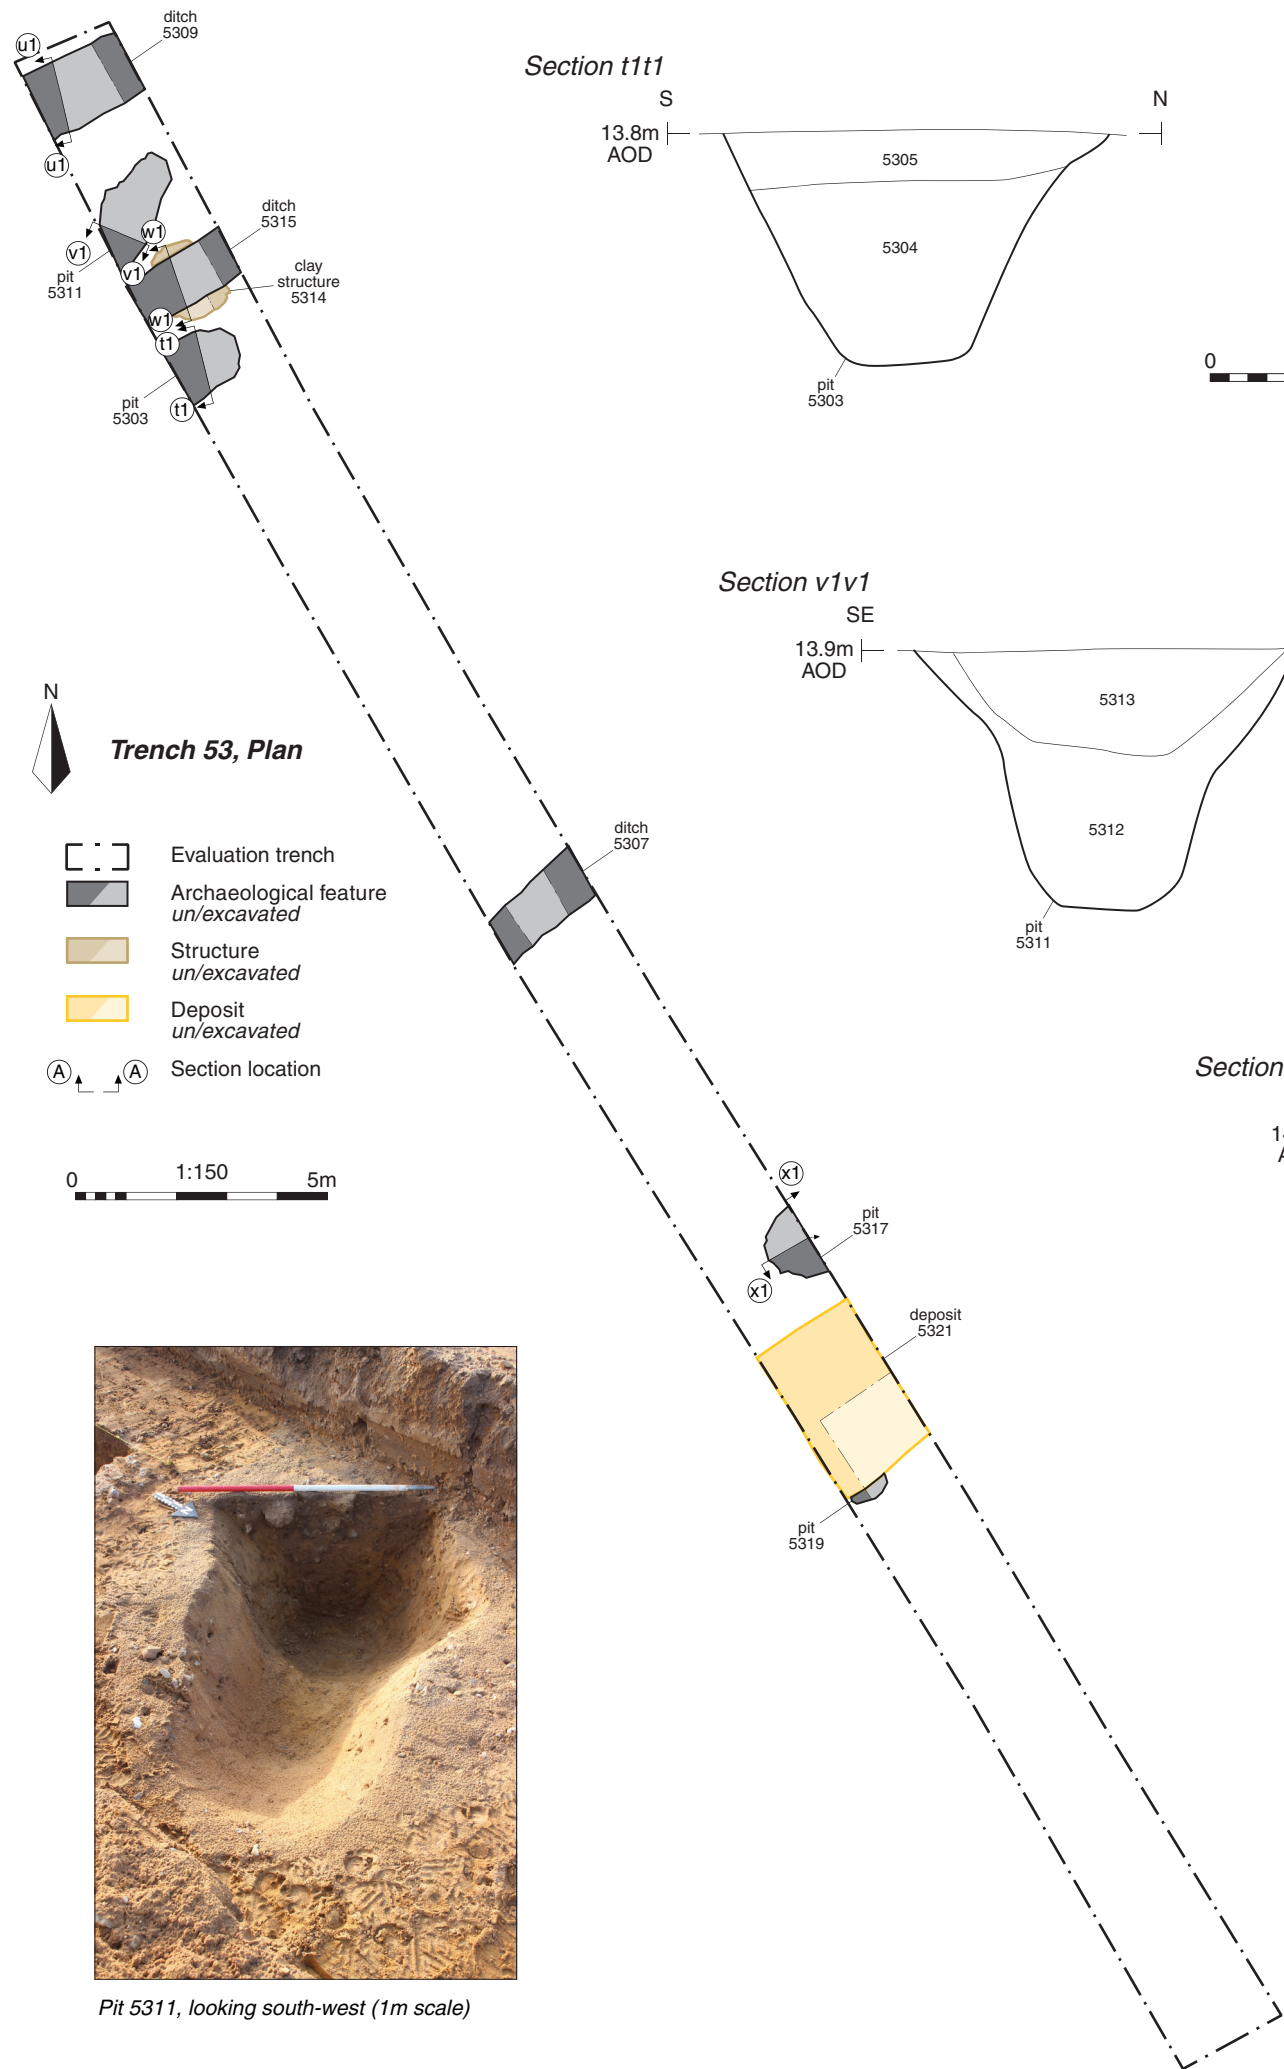 ditch
5309
u1
u1
v1
pit
5311
w1
v1
ditch
5315
clay
structure
5314
w1
t1
pit
5303
t1
Section t1t1
S
N
13.8m
AOD
5305
5304
pit
5303
0
Section v1v1
SE
13.9m
AOD
5313
5312
pit
5311
N
Trench 53, Plan
Evaluation trench
Archaeological feature
un/excavated
Structure
un/excavated
Deposit
un/excavated
A
A
Section location
0
1:150
5m
ditch
5307
Section
x1
pit
5317
x1
deposit
5321
pit
5319
Pit 5311, looking south-west (1m scale)